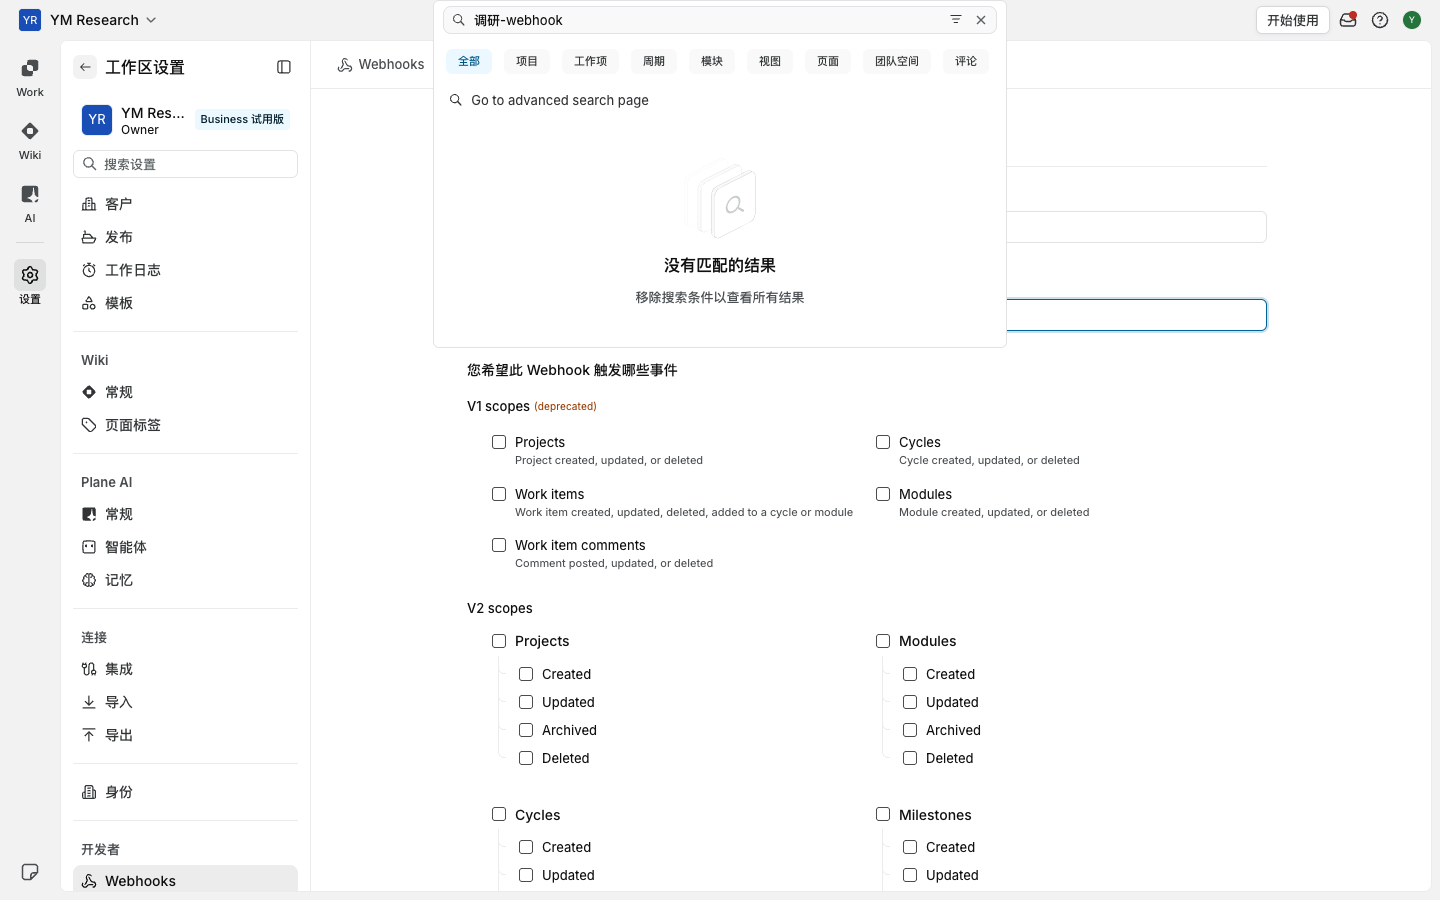 YR YM Research
调研-webhook
开始使用
Y
Work
Wiki
AI
设置
工作区设置
YR
YM Res...
Owner
Business 试用版
搜索设置
客户
发布
工作日志
模板
Wiki
常规
页面标签
Plane AI
常规
智能体
记忆
连接
集成
导入
导出
身份
开发者
Webhooks
Webhooks
全部 项目 工作项 周期 模块 视图 页面 团队空间 评论
Go to advanced search page
没有匹配的结果
移除搜索条件以查看所有结果
您希望此 Webhook 触发哪些事件
V1 scopes (deprecated)
Projects
Project created, updated, or deleted
Cycles
Cycle created, updated, or deleted
Work items
Work item created, updated, deleted, added to a cycle or module
Modules
Module created, updated, or deleted
Work item comments
Comment posted, updated, or deleted
V2 scopes
Projects
Created
Updated
Archived
Deleted
Modules
Created
Updated
Archived
Deleted
Cycles
Created
Updated
Milestones
Created
Updated